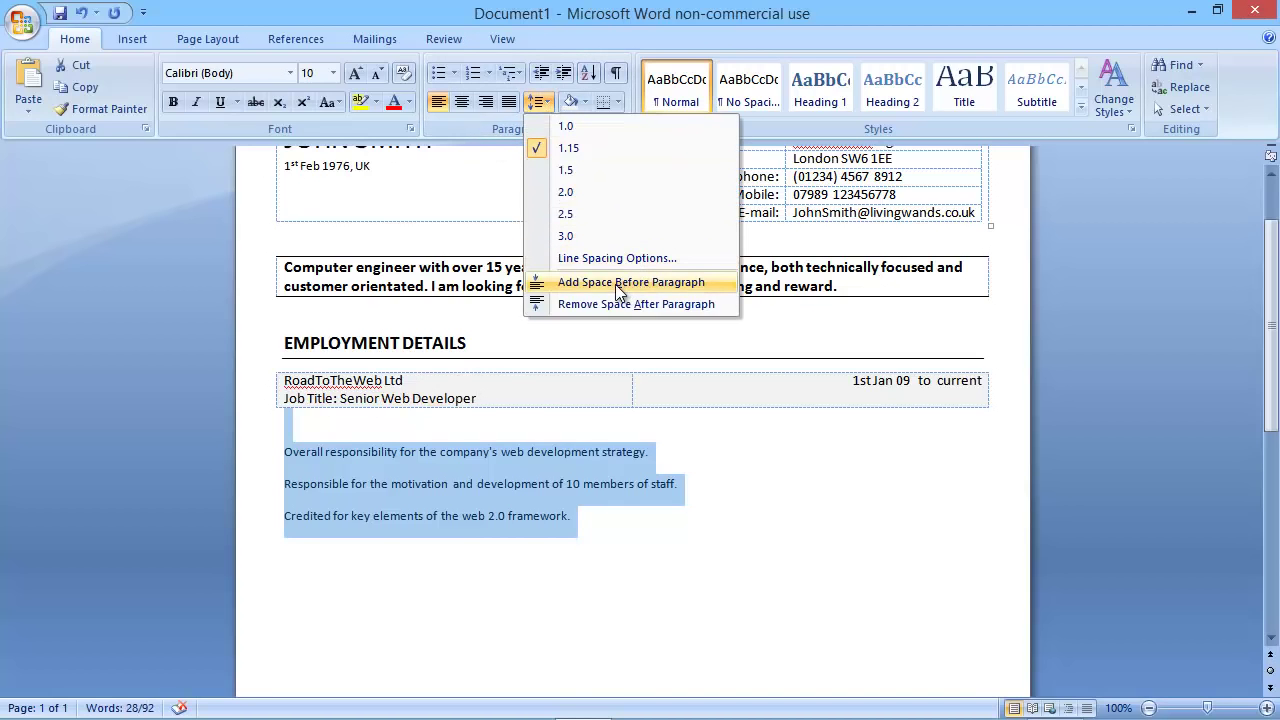 Document1 - Microsoft Word non-commercial use
Home Insert Page Layout References Mailings Review View
Paste
Cut
Copy
Format Painter
Clipboard
Calibri (Body) 10
Font
AaBbCcDc
¶ Normal
AaBbCcDc
¶ No Spaci...
AaBbCc
Heading 1
AaBbCc
Heading 2
AaB
Title
AaBbCc.
Subtitle
Change Styles
Styles
Find
Replace
Select
Editing
1.0
1.15
1.5
2.0
2.5
3.0
Line Spacing Options...
Add Space Before Paragraph
Remove Space After Paragraph
JOHN SMITH
1st Feb 1976, UK
London SW6 1EE
phone: (01234) 4567 8912
Mobile: 07989 123456778
E-mail: JohnSmith@livingwands.co.uk
Computer engineer with over 15 yea nce, both technically focused and
customer orientated. I am looking fo ng and reward.
EMPLOYMENT DETAILS
RoadToTheWeb Ltd 1st Jan 09 to current
Job Title: Senior Web Developer
Overall responsibility for the company's web development strategy.
Responsible for the motivation and development of 10 members of staff.
Credited for key elements of the web 2.0 framework.
Page: 1 of 1 Words: 28/92 100%